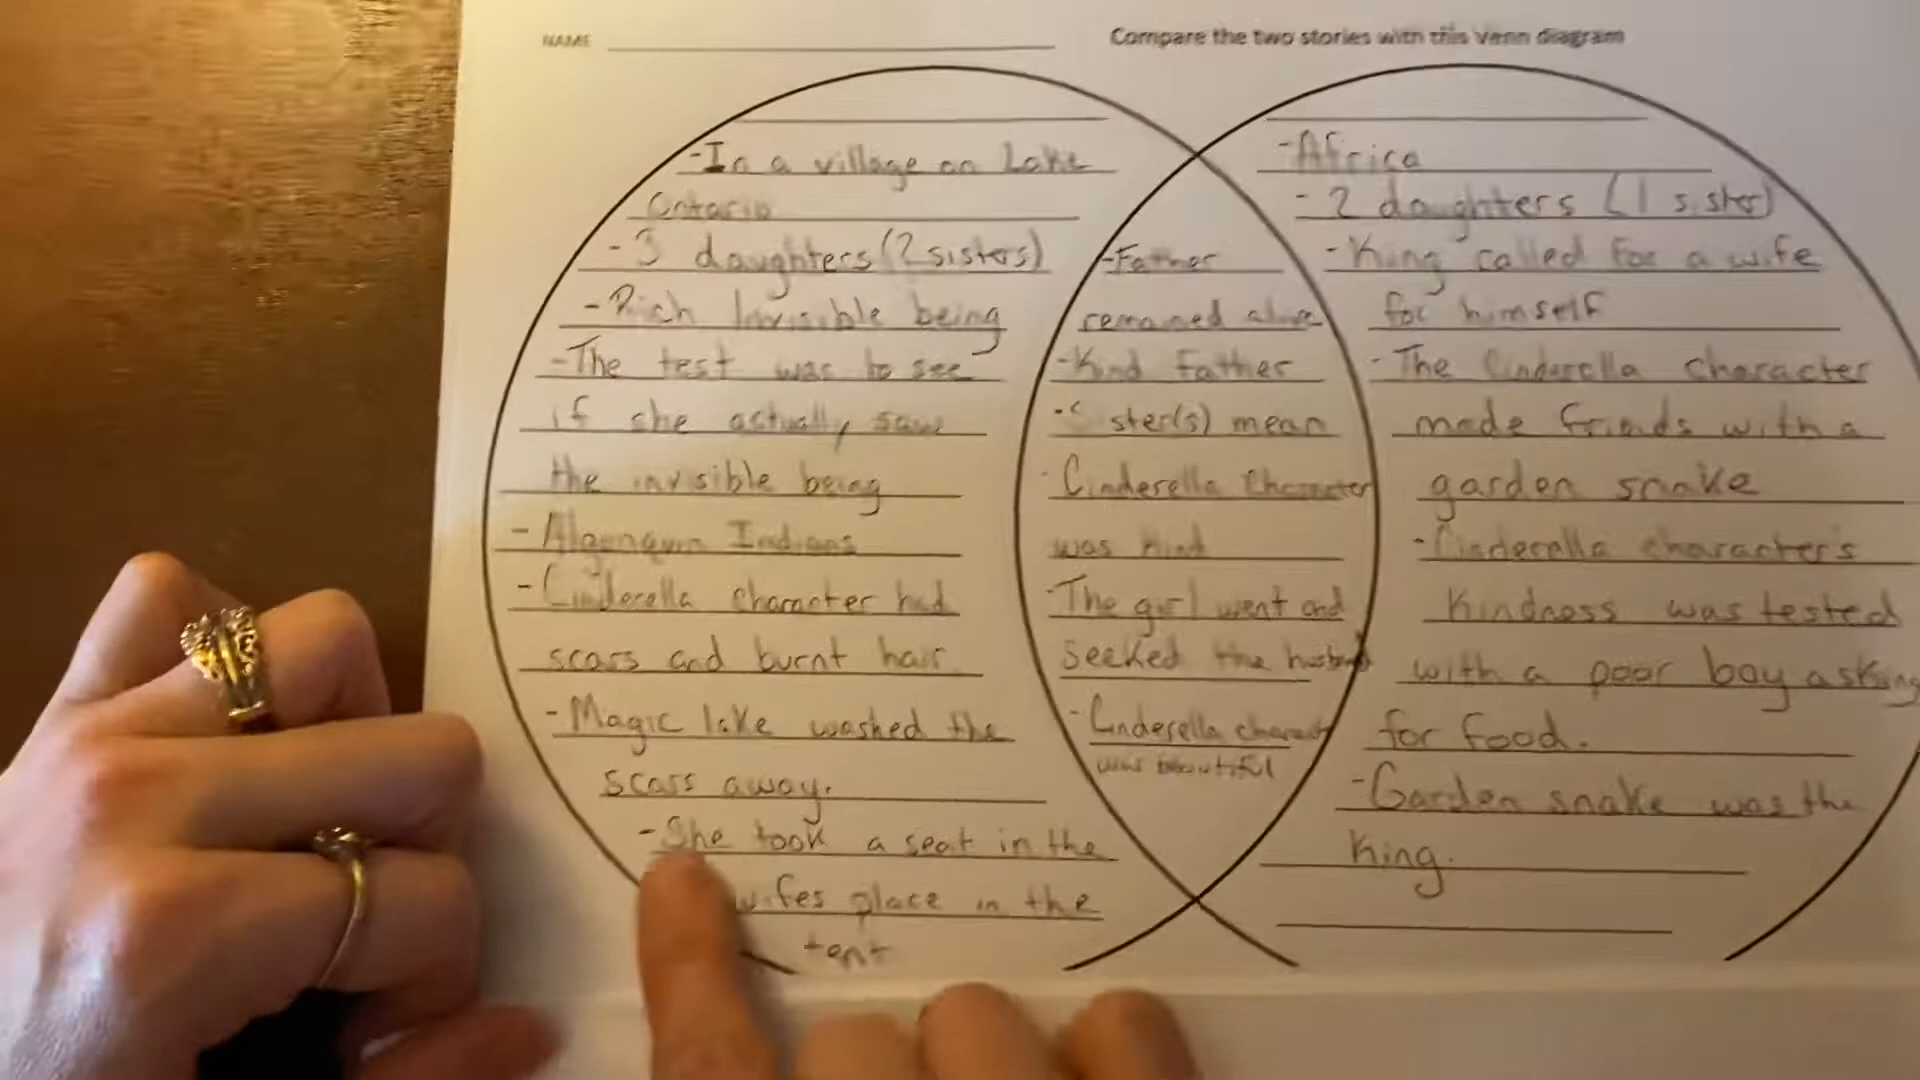 NAME
Compare the two stories with this Venn diagram
-In a village on Lake
Ontario
-3 daughters (2 sisters)
-Rich Invisible being
-The test was to see
if she actually saw
the invisible being
-Algonquin Indians
-Cinderella character had
scars and burnt hair
-Magic lake washed the
scars away.
-She took a seat in the
wifes place in the
tent
-Father
remained alive
-Kind father
-Sister(s) mean
Cinderella Character
was kind
-The girl went and
seeked the husband
-Cinderella charact
was beautiful
-Africa
-2 daughters (1 sister)
-King called for a wife
for himself
-The Cinderella character
made friends with a
garden snake
-Cinderella character's
Kindness was tested
with a poor boy asking
for food.
-Garden snake was the
King.